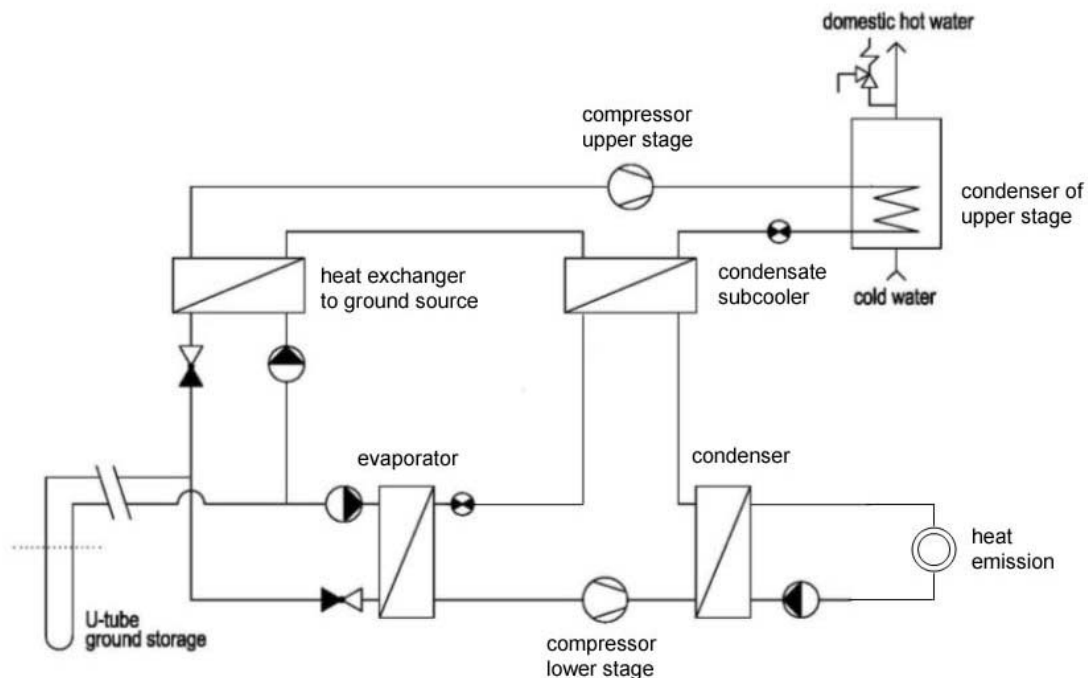 domestic hot water
compressor
upper stage
condenser of
upper stage
heat exchanger
to ground source
condensate
subcooler
cold water
evaporator
condenser
heat
emission
U-tube
ground storage
compressor
lower stage